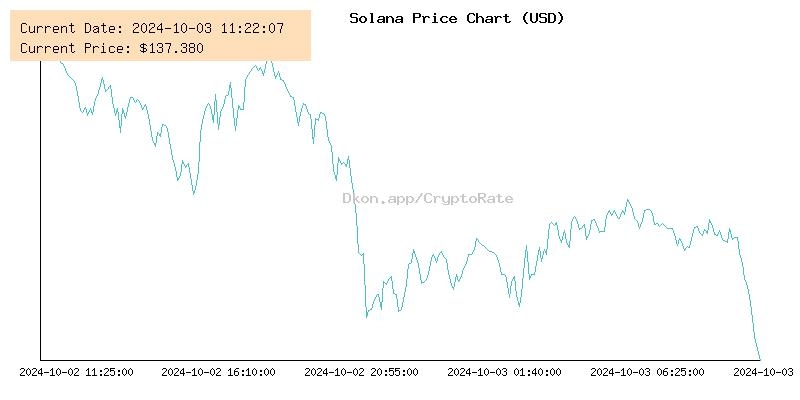 Solana Price Chart (USD)
Current Date: 2024-10-03 11:22:07
Current Price: $137.380
Dkon.app/CryptoRate
2024-10-02 11:25:00 2024-10-02 16:10:00 2024-10-02 20:55:00 2024-10-03 01:40:00 2024-10-03 06:25:00 2024-10-03